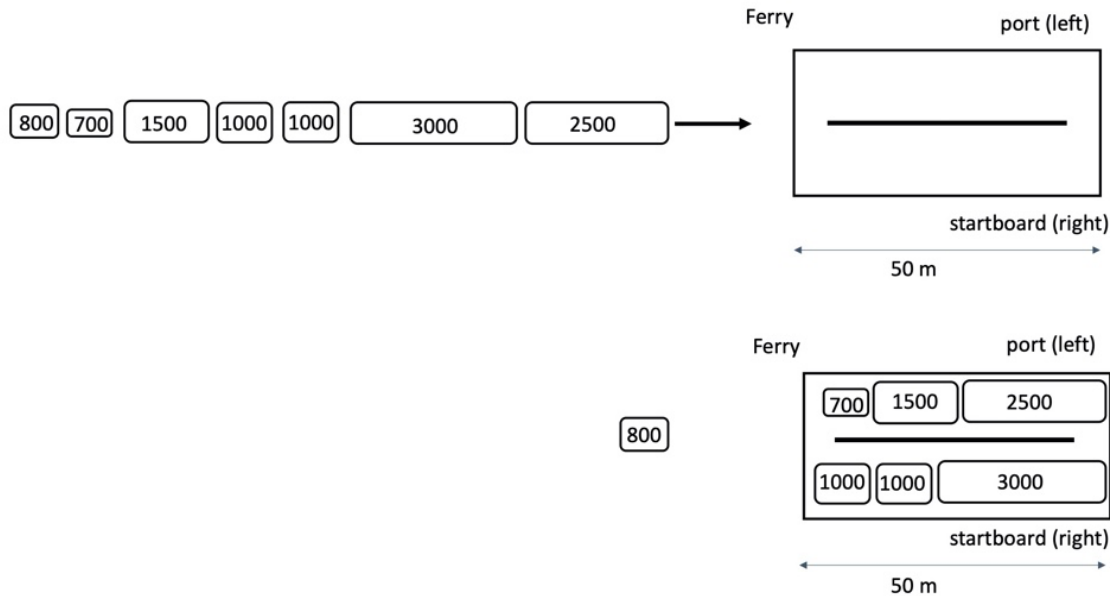 Ferry
port (left)
800 700 1500 1000 1000 3000 2500
startboard (right)
50 m
Ferry
port (left)
700 1500 2500
800
1000 1000 3000
startboard (right)
50 m